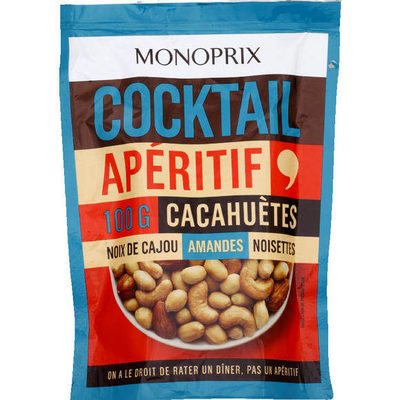 MONOPRIX
COCKTAIL
APÉRITIF
100 G CACAHUÈTES
NOIX DE CAJOU AMANDES NOISETTES
ON A LE DROIT DE RATER UN DÎNER, PAS UN APÉRITIF